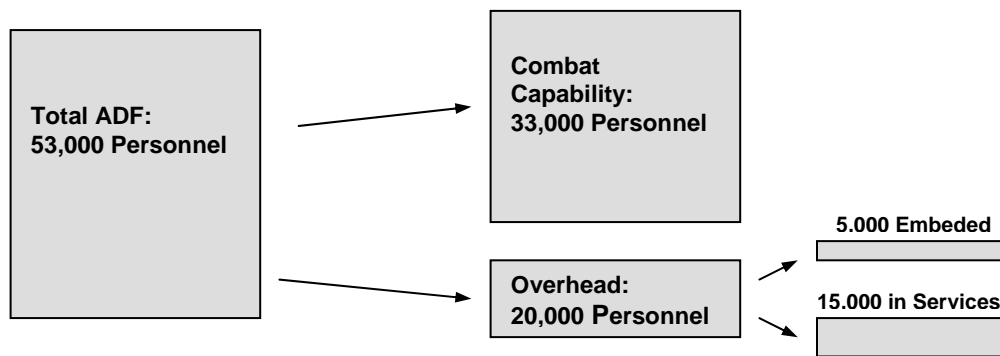 Total ADF:
53,000 Personnel
Combat
Capability:
33,000 Personnel
Overhead:
20,000 Personnel
5.000 Embeded
15.000 in Services